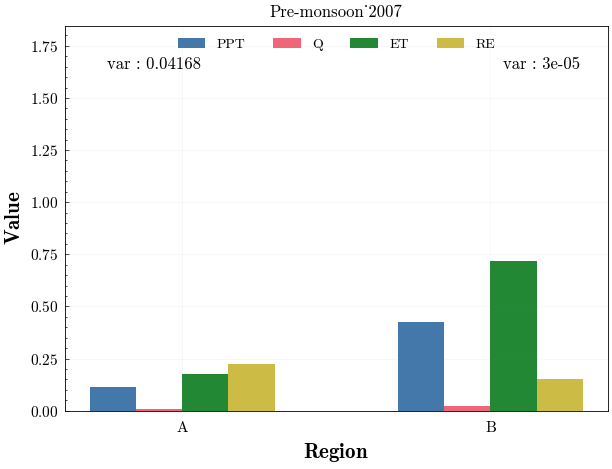 Pre-monsoon˙2007
PPT Q ET RE
var : 0.04168
var : 3e-05
1.75
1.50
1.25
1.00
0.75
0.50
0.25
0.00
Value
A B
Region